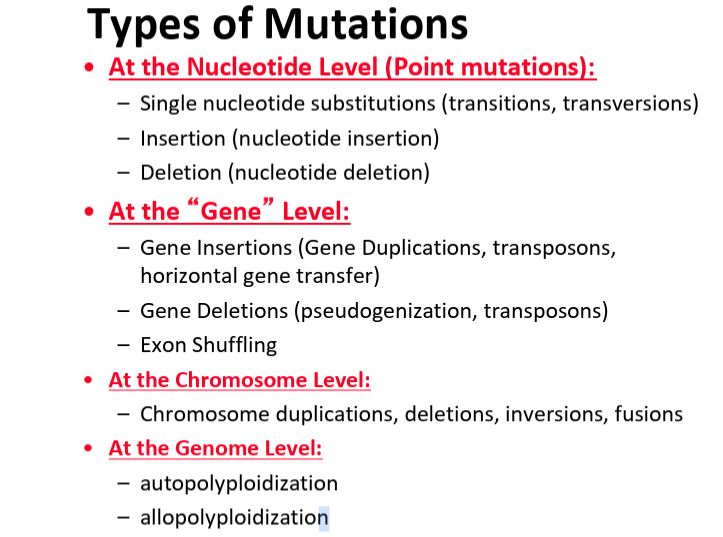 Types of Mutations
• At the Nucleotide Level (Point mutations):
– Single nucleotide substitutions (transitions, transversions)
– Insertion (nucleotide insertion)
– Deletion (nucleotide deletion)
• At the “Gene” Level:
– Gene Insertions (Gene Duplications, transposons,
horizontal gene transfer)
– Gene Deletions (pseudogenization, transposons)
– Exon Shuffling
• At the Chromosome Level:
– Chromosome duplications, deletions, inversions, fusions
• At the Genome Level:
– autopolyploidization
– allopolyploidization